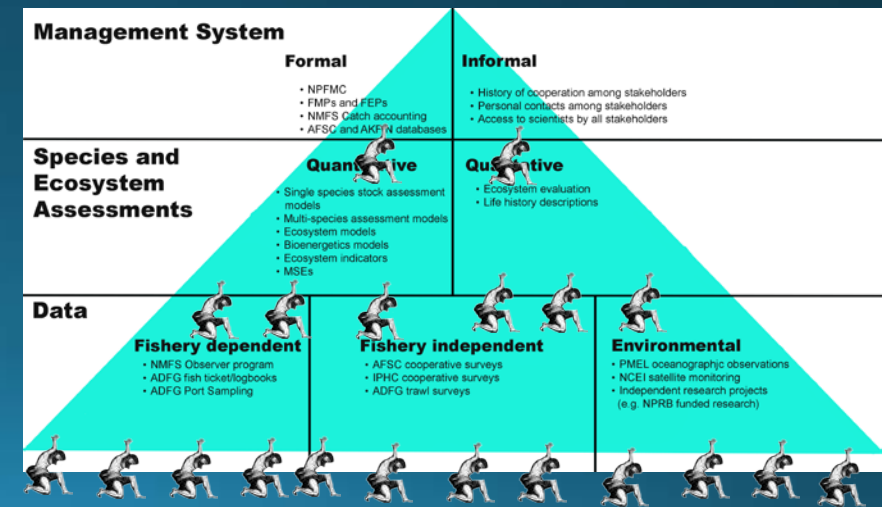 Management System
Formal
• NPFMC
• FMPs and FEPs
• NMFS Catch accounting
• AFSC and AKFIN databases
Informal
• History of cooperation among stakeholders
• Personal contacts among stakeholders
• Access to scientists by all stakeholders
Species and
Ecosystem
Assessments
Quantitative
• Single species stock assessment
models
• Multi-species assessment models
• Ecosystem models
• Bioenergetics models
• Ecosystem indicators
• MSEs
Qualitative
• Ecosystem evaluation
• Life history descriptions
Data
Fishery dependent
• NMFS Observer program
• ADFG fish ticket/logbooks
• ADFG Port Sampling
Fishery independent
• AFSC cooperative surveys
• IPHC cooperative surveys
• ADFG trawl surveys
Environmental
• PMEL oceanographic observations
• NCEI satellite monitoring
• Independent research projects
(e.g. NPRB funded research)